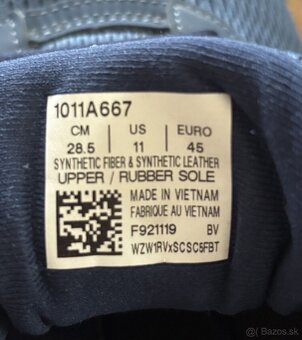 1011A667
CM US EURO
28.5 11 45
SYNTHETIC FIBER & SYNTHETIC LEATHER
UPPER / RUBBER SOLE
MADE IN VIETNAM
FABRIQUE AU VIETNAM
F921119 BV
WZW1RVxSCSC5FBT
Bazos.sk